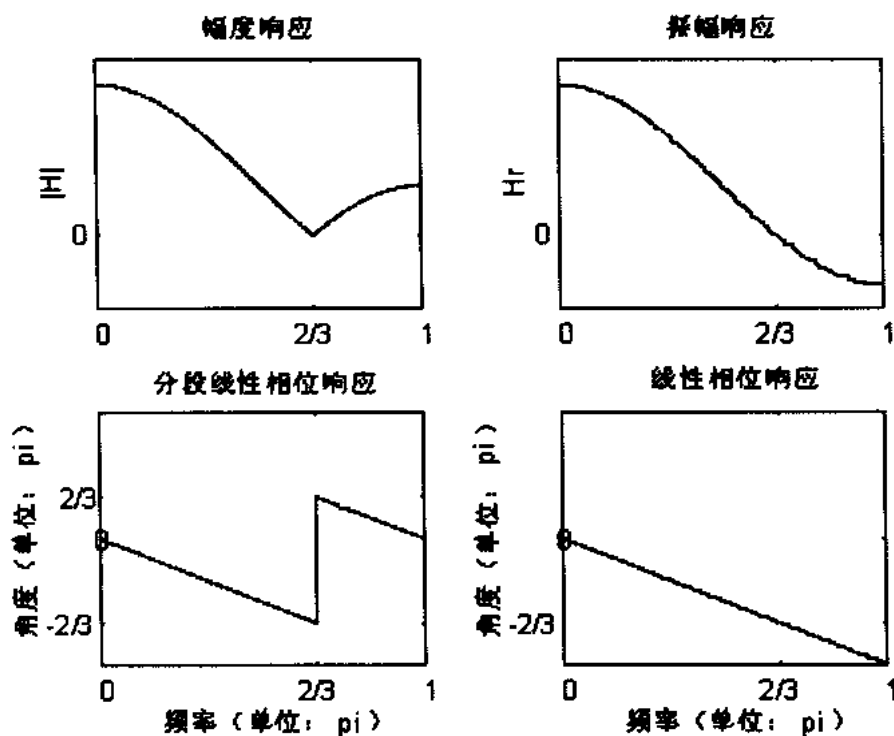 幅度响应
|H|
0
0
2/3
1
振幅响应
Hr
0
0
2/3
1
分段线性相位响应
角度（单位： pi）
2/3
0
-2/3
0
2/3
1
频率（单位： pi）
线性相位响应
角度（单位： pi）
0
-2/3
0
2/3
1
频率（单位： pi）